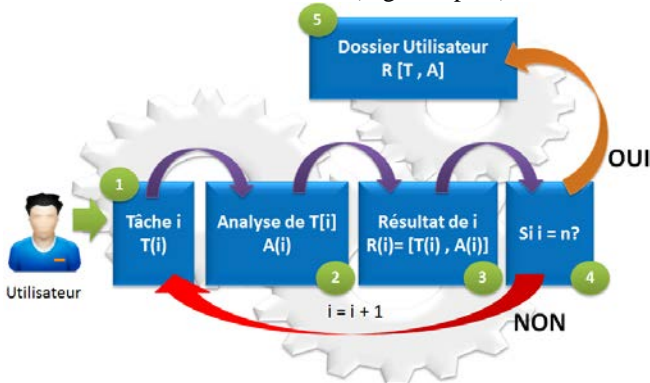 5
Dossier Utilisateur
R [T , A]
OUI
1
Tâche i
T(i)
Analyse de T[i]
A(i)
2
Résultat de i
R(i)= [T(i) , A(i)]
3
Si i = n?
4
Utilisateur
i = i + 1
NON